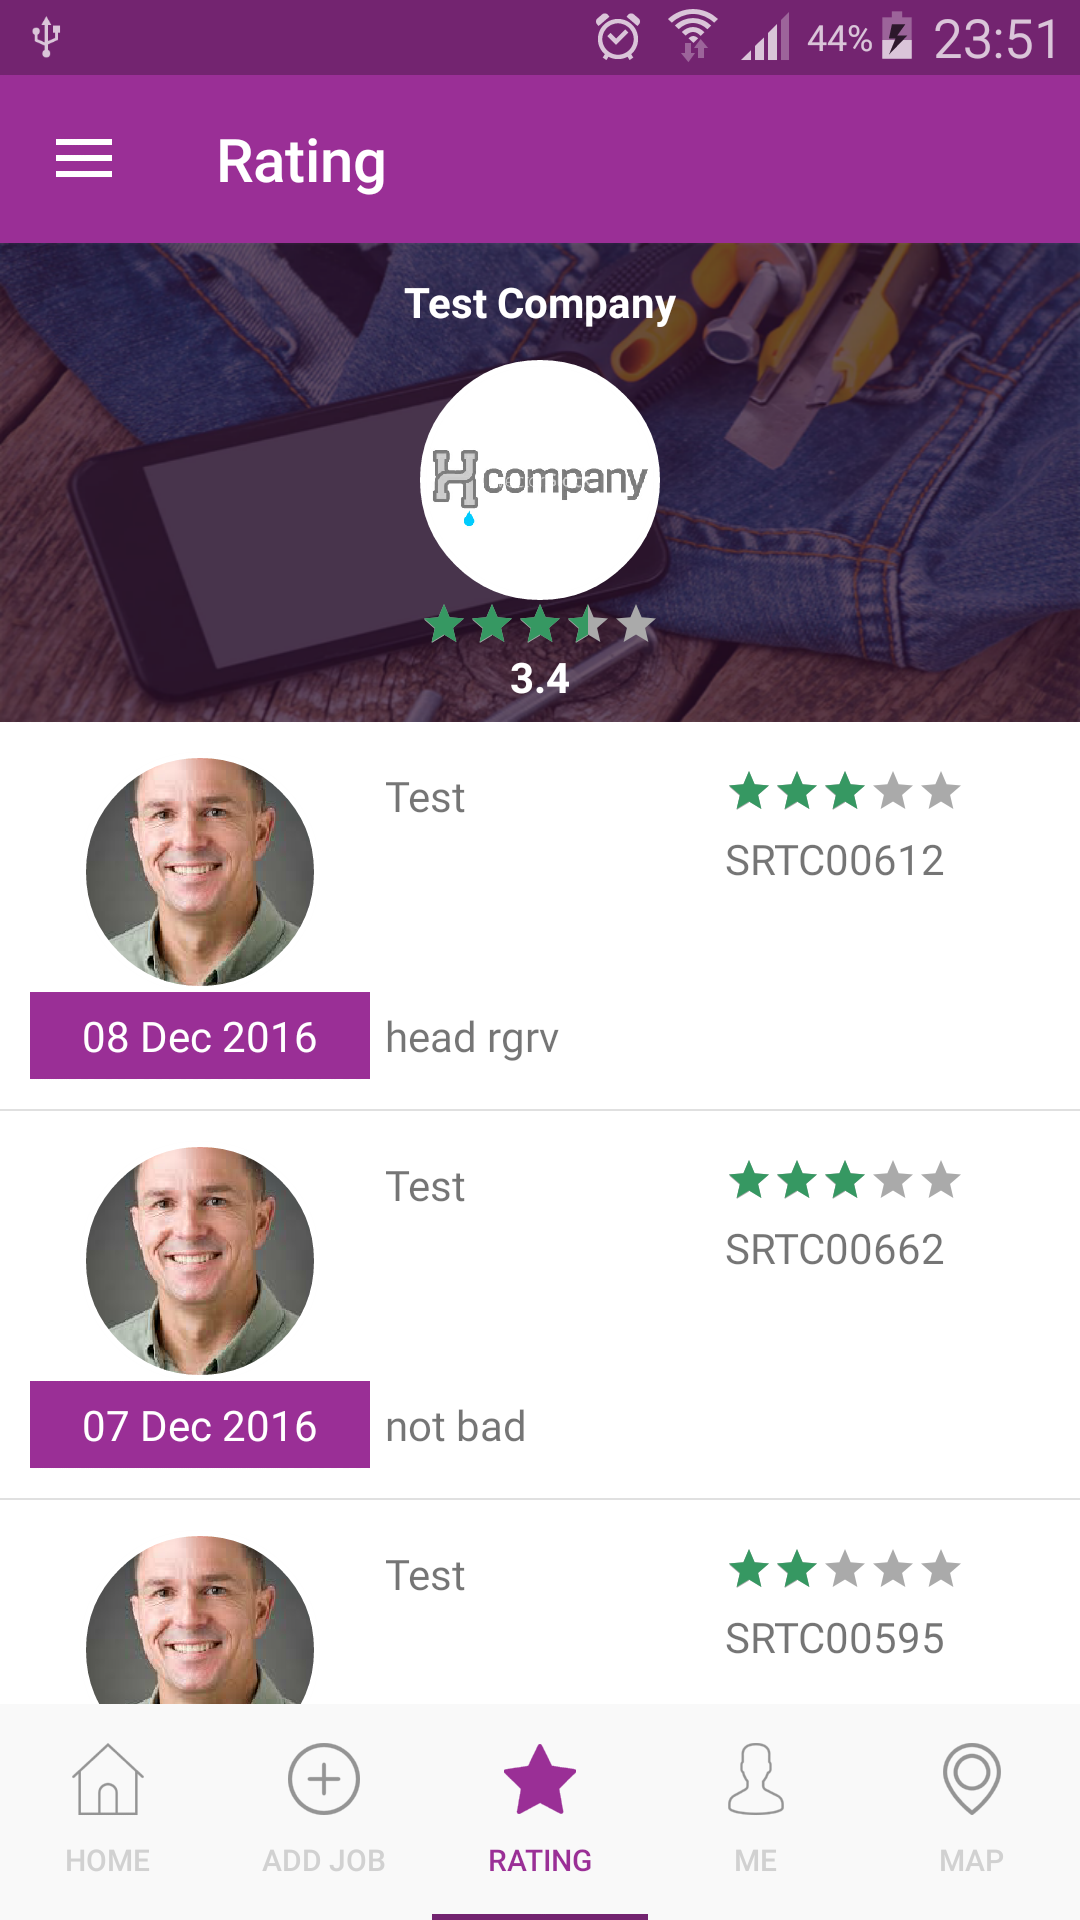 44% 23:51
Rating
Test Company
company
3.4
Test
SRTC00612
08 Dec 2016 head rgrv
Test
SRTC00662
07 Dec 2016 not bad
Test
SRTC00595
HOME ADD JOB RATING ME MAP